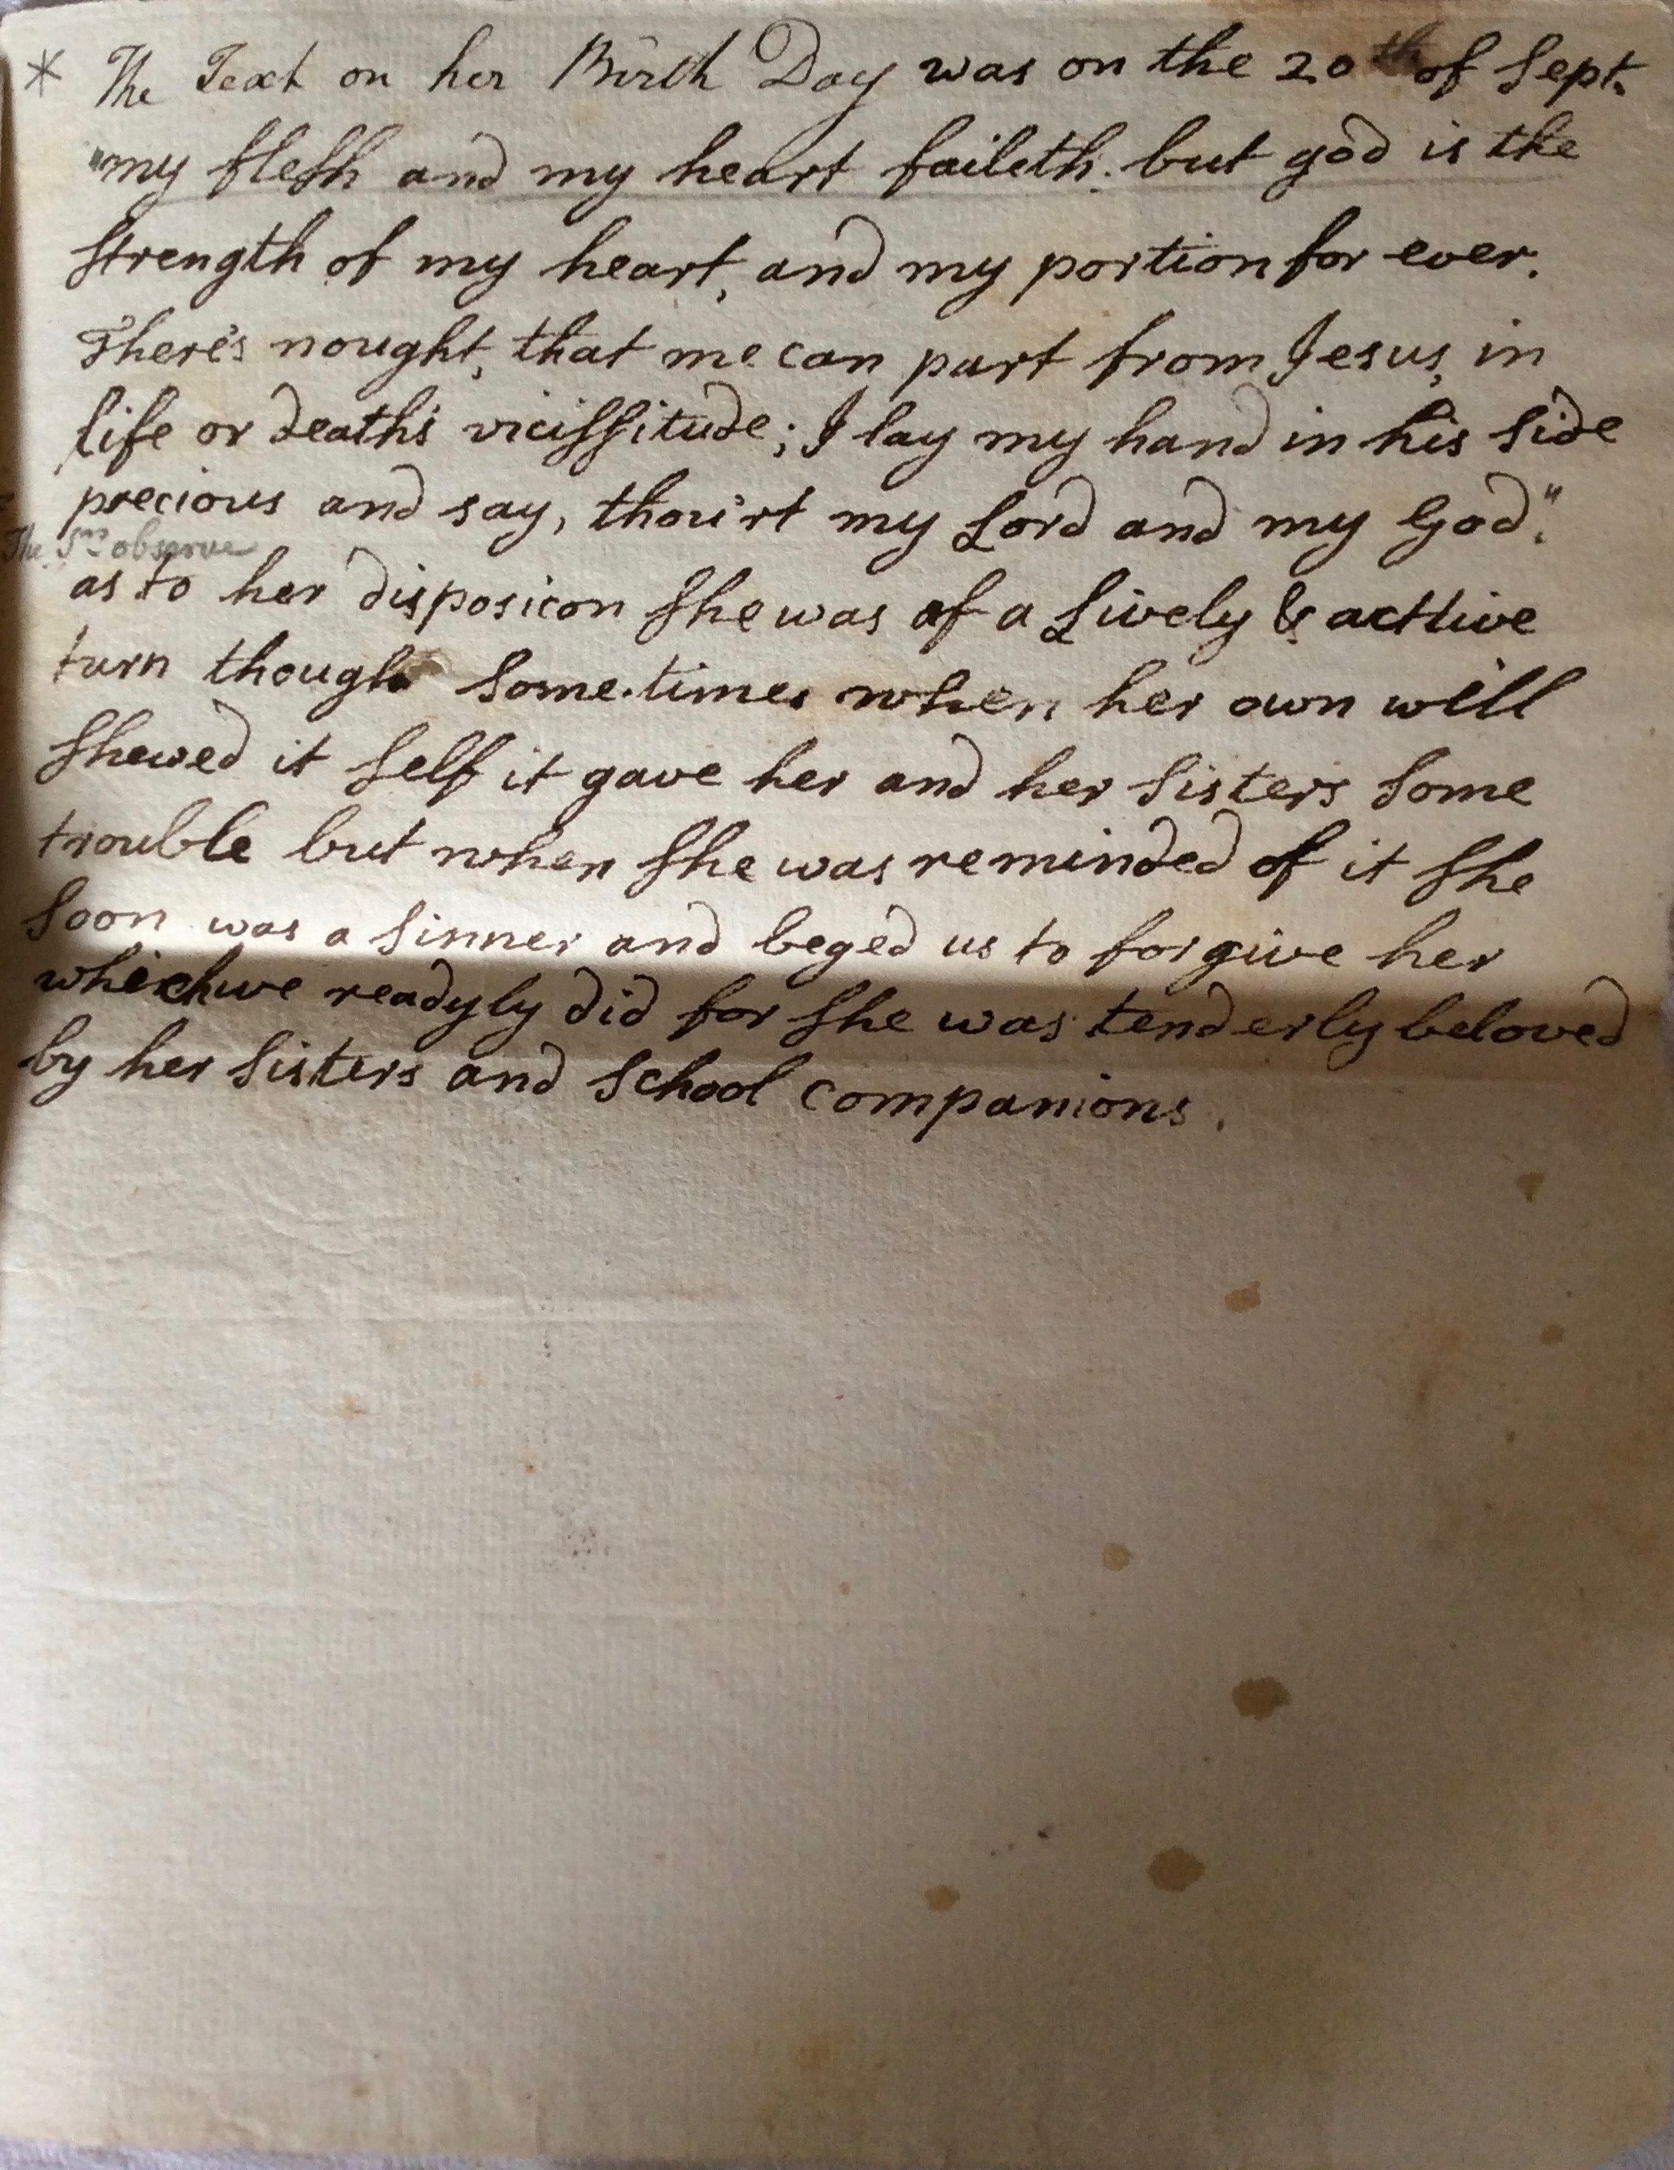 * The Text on her Birth Day was on the 20th of Sept.
"my flesh and my heart faileth: but god is the
strength of my heart, and my portion for ever.
There's nought, that me can part from Jesus, in
life or death's vicissitude; I lay my hand in his side
precious and say, thou'rt my Lord and my God".
The Srs observe
as to her disposicon she was of a Lively & acttive
turn though some times when her own will
shewed it self it gave her and her sisters some
trouble but when she was reminded of it she
soon was a sinner and beged us to forgive her
which we readyly did for she was tenderly beloved
by her sisters and school companions.